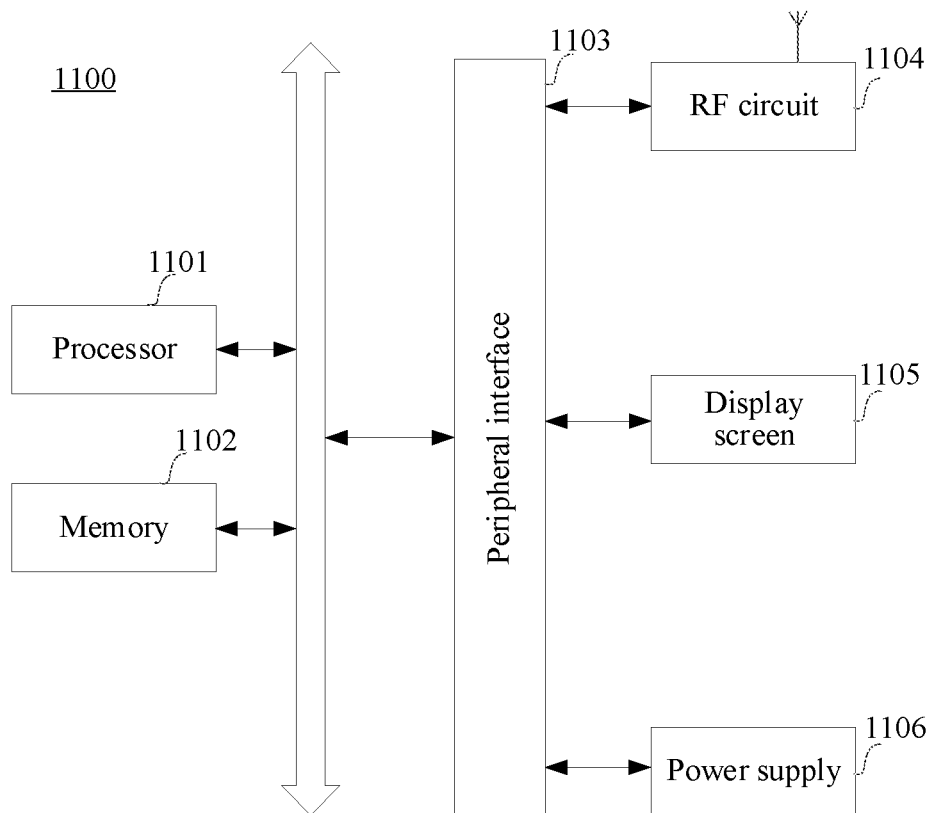 1100
1103
1104
RF circuit
1101
Processor
Peripheral interface
1105
Display
screen
1102
Memory
1106
Power supply